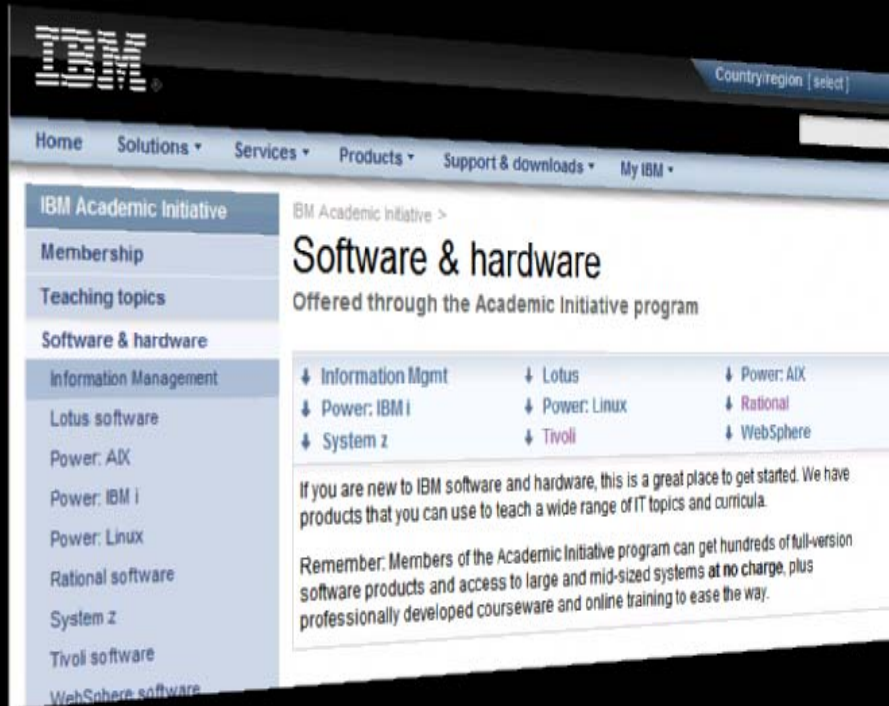 IBM®
Country/region [select]
Home Solutions Services Products Support & downloads My IBM
IBM Academic Initiative
Membership
Teaching topics
Software & hardware
Information Management
Lotus software
Power: AIX
Power: IBM i
Power: Linux
Rational software
System z
Tivoli software
WebSphere software
IBM Academic Initiative >
Software & hardware
Offered through the Academic Initiative program
Information Mgmt Lotus Power: AIX
Power: IBM i Power: Linux Rational
System z Tivoli WebSphere
If you are new to IBM software and hardware, this is a great place to get started. We have
products that you can use to teach a wide range of IT topics and curricula.
Remember: Members of the Academic Initiative program can get hundreds of full-version
software products and access to large and mid-sized systems at no charge, plus
professionally developed courseware and online training to ease the way.